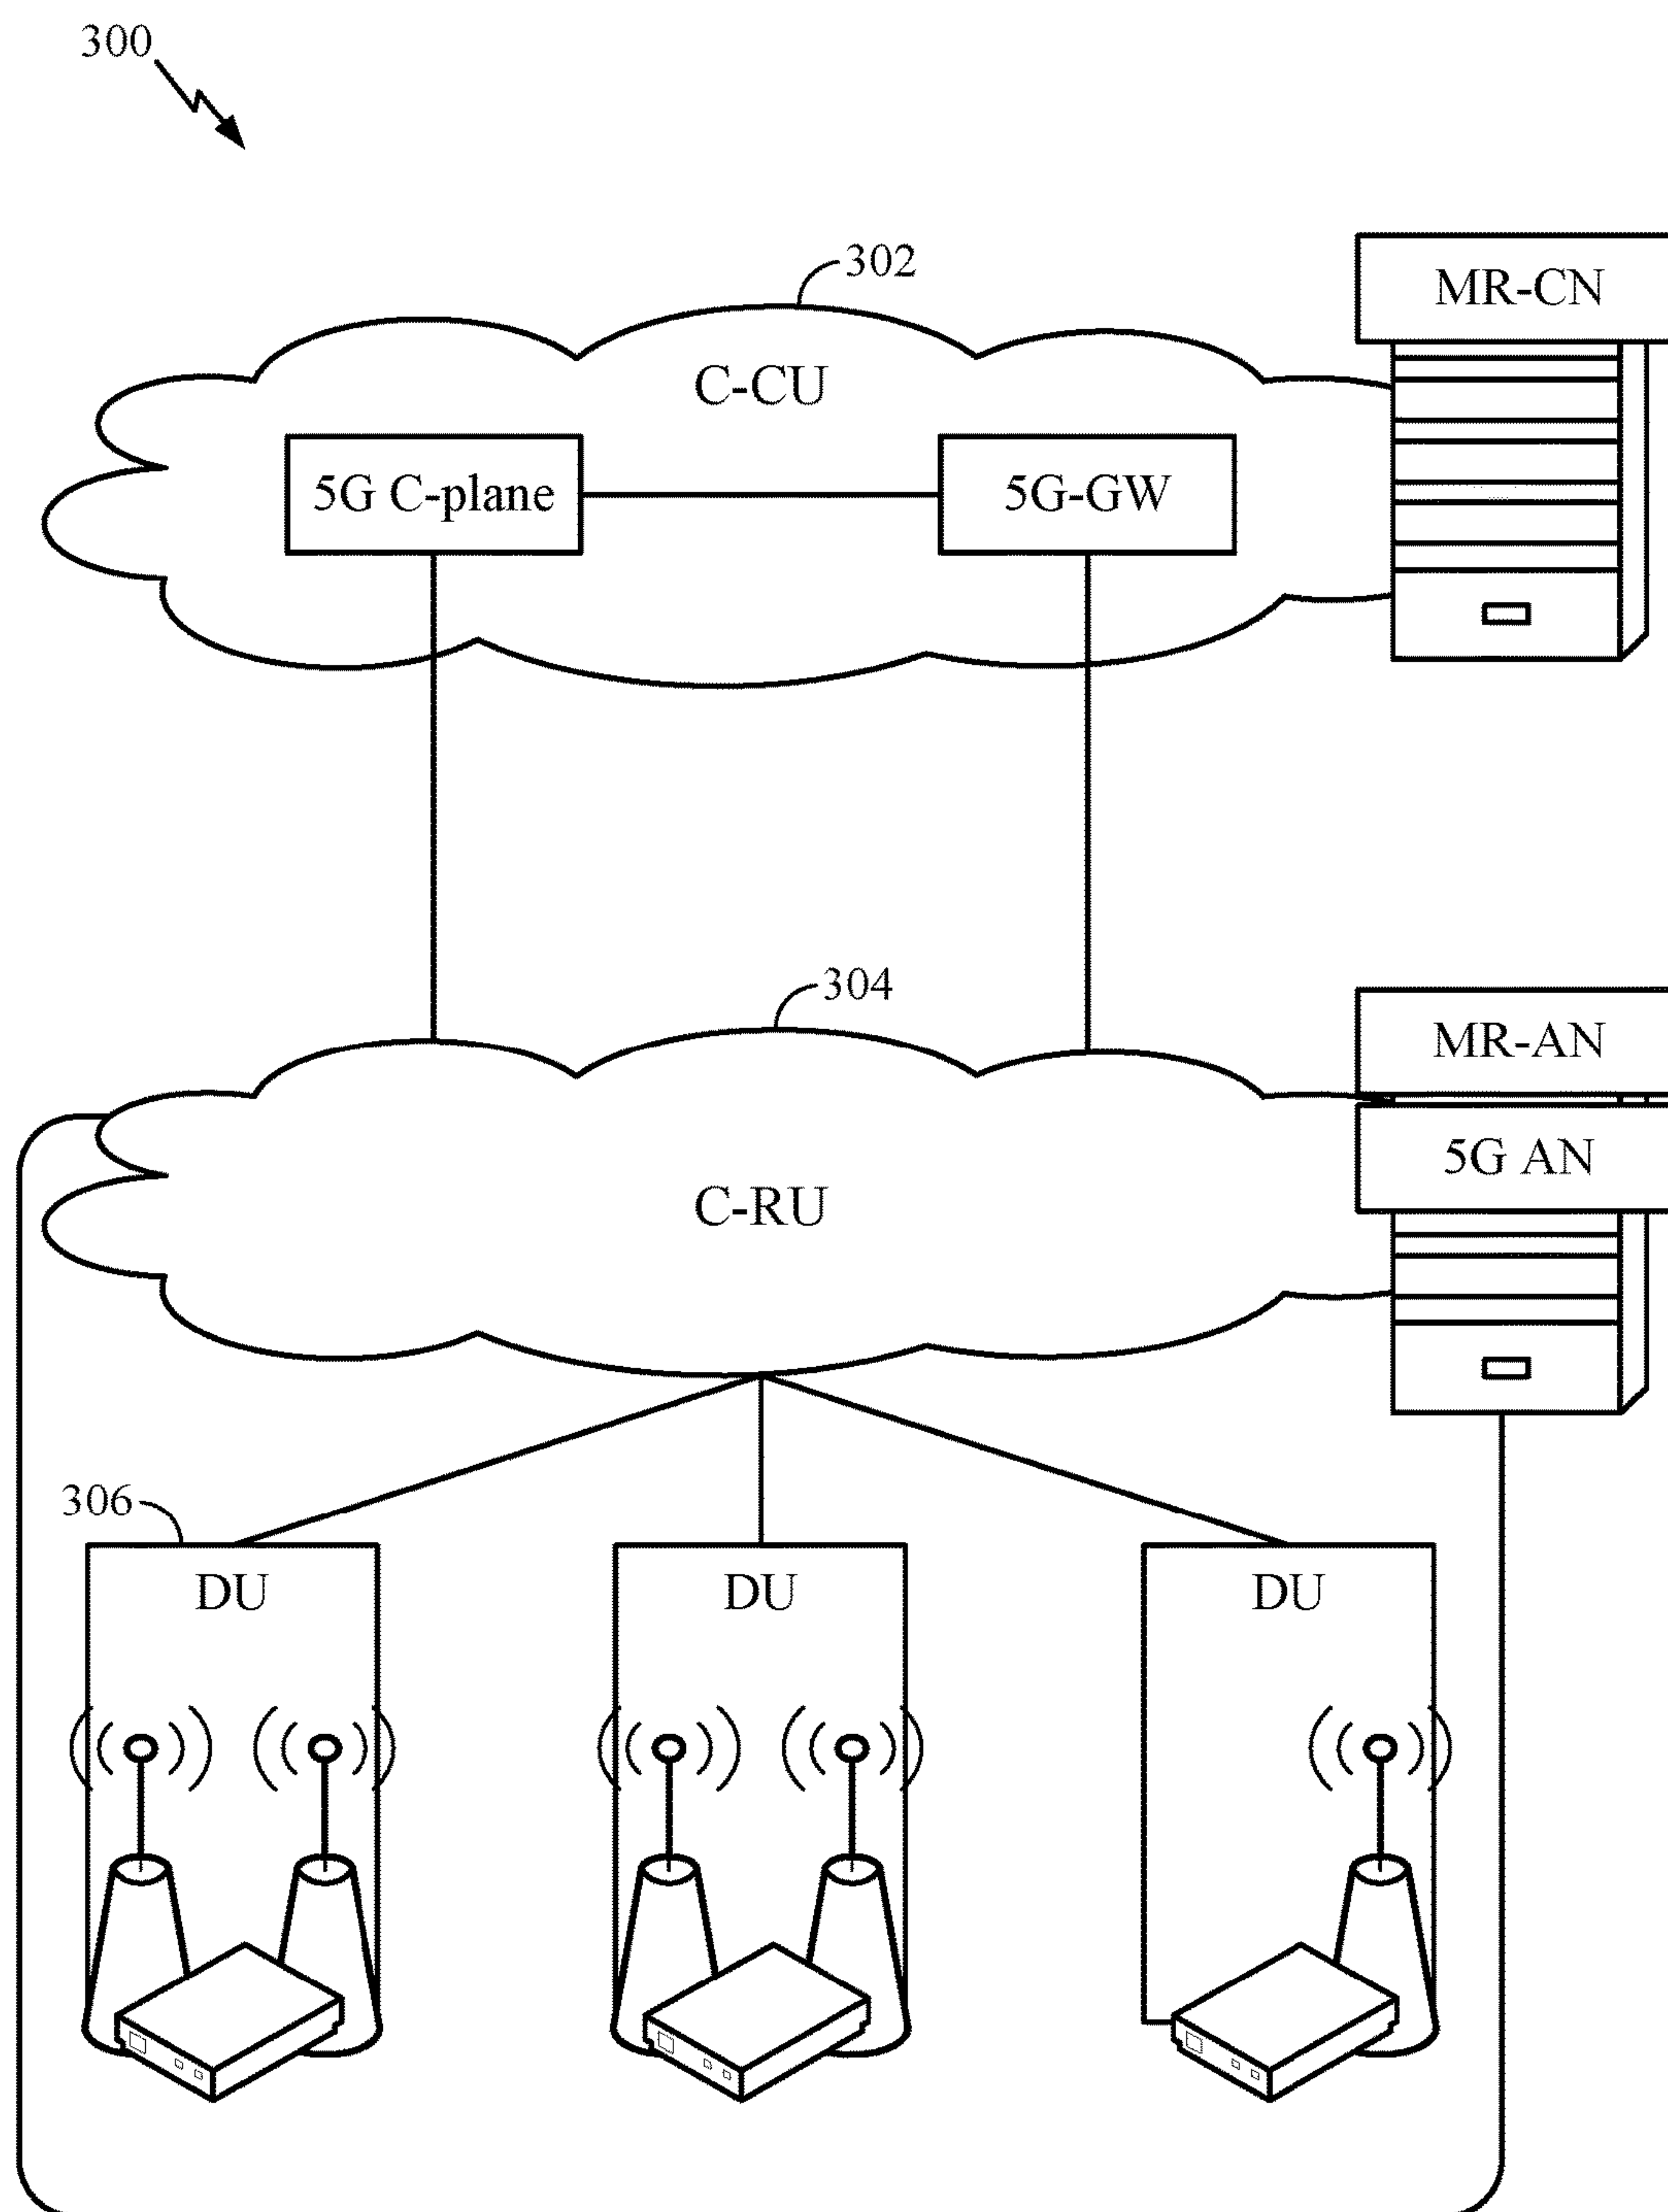 300
302
MR-CN
C-CU
5G C-plane
5G-GW
304
MR-AN
5G AN
C-RU
306
DU
DU
DU